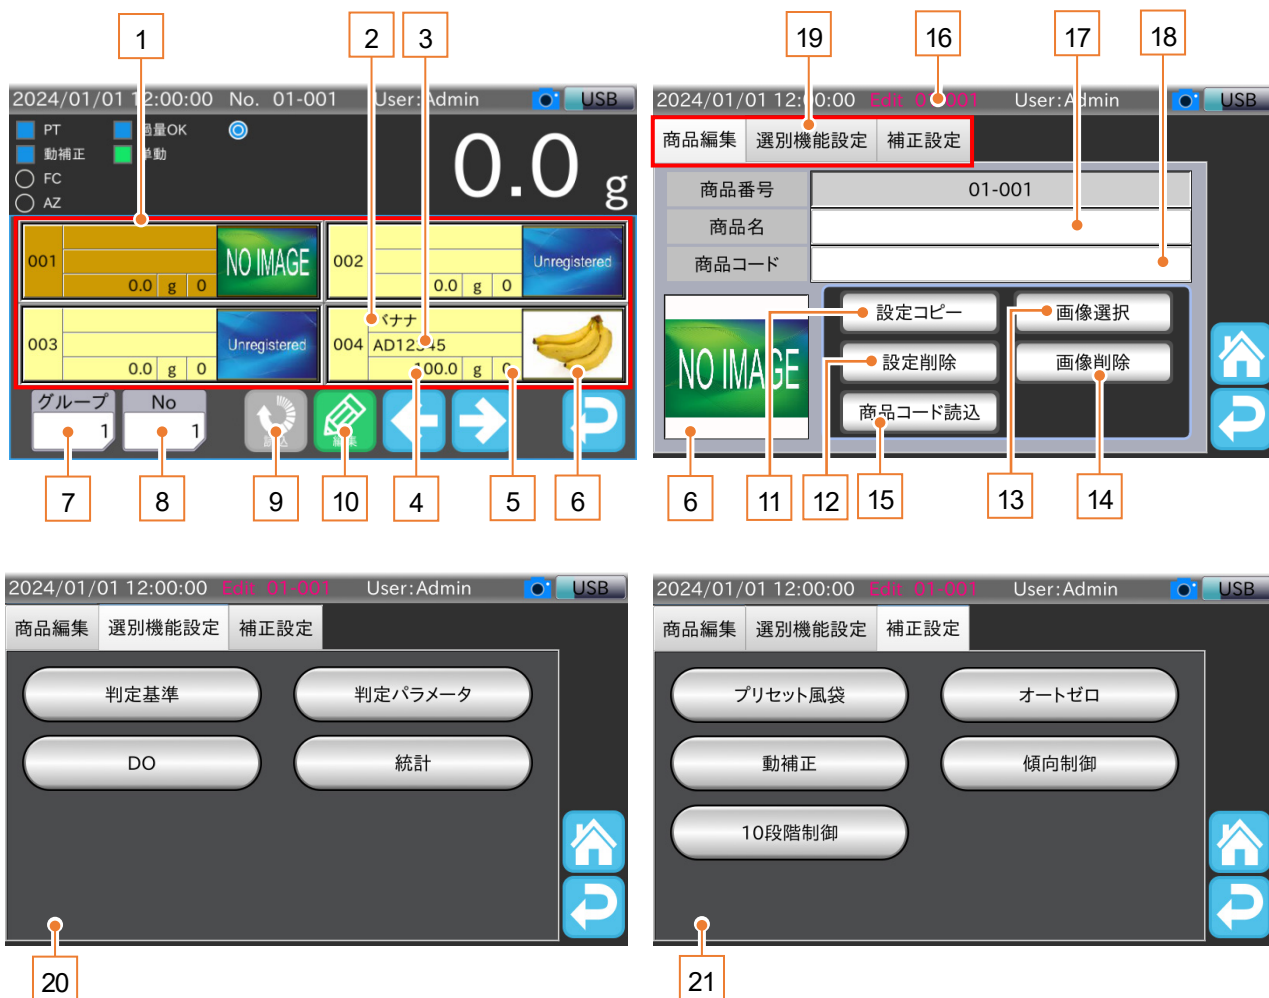 1
2
3
19
16
17
18
2024/01/01 12:00:00 No. 01-001 User:Admin USB
PT
過量OK
動補正
単動
FC
AZ
0.0 g
001
0.0 g 0
NO IMAGE
002
0.0 g 0
Unregistered
003
0.0 g 0
Unregistered
004
バナナ
AD12345
100.0 g 0
グループ
1
No
1
読込
編集
7
8
9
10
4
5
6
2024/01/01 12:00:00 Edit 01-001 User:Admin USB
商品編集 選別機能設定 補正設定
商品番号 01-001
商品名
商品コード
NO IMAGE
設定コピー 画像選択
設定削除 画像削除
商品コード読込
6
11
12
15
13
14
2024/01/01 12:00:00 Edit 01-001 User:Admin USB
商品編集 選別機能設定 補正設定
判定基準 判定パラメータ
DO 統計
20
2024/01/01 12:00:00 Edit 01-001 User:Admin USB
商品編集 選別機能設定 補正設定
プリセット風袋 オートゼロ
動補正 傾向制御
10段階制御
21